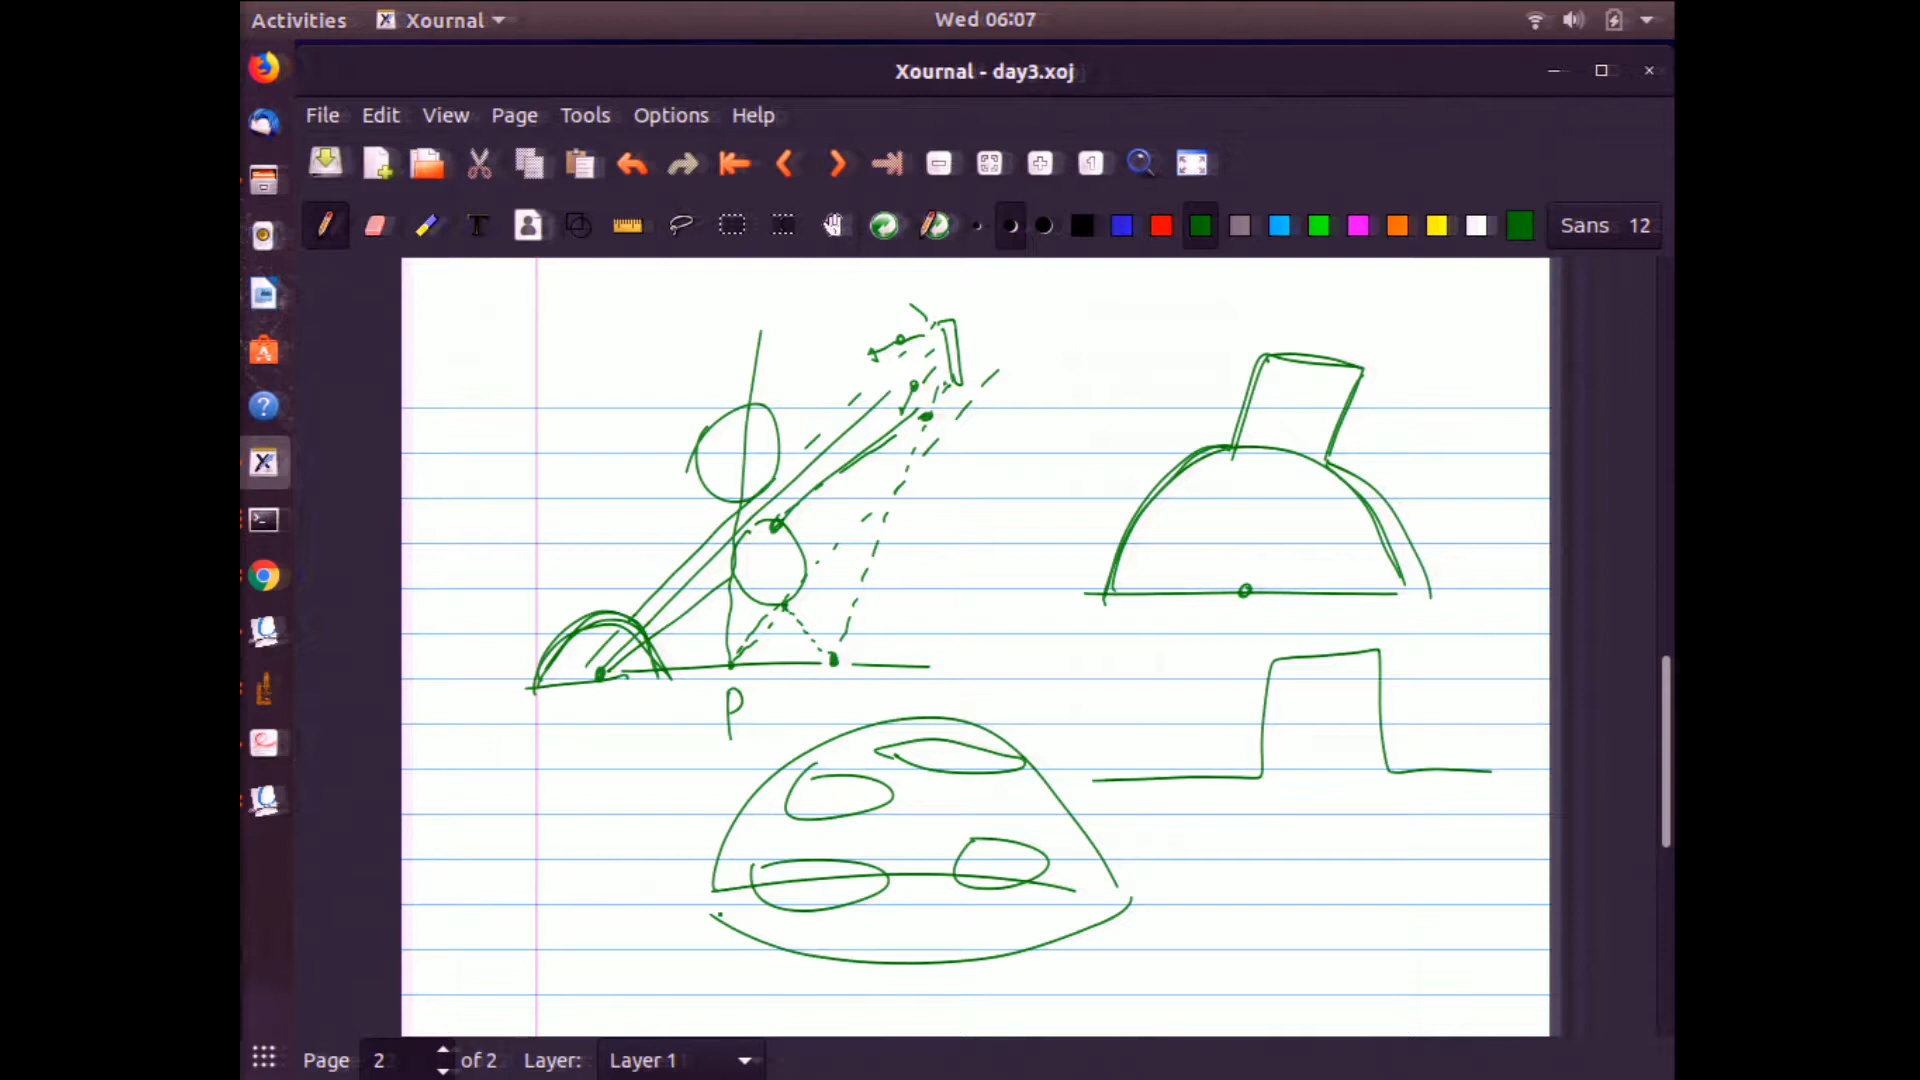 Activities Xournal Wed 06:07
Xournal - day3.xoj
File Edit View Page Tools Options Help
Sans 12
P
Page 2 of 2 Layer: Layer 1